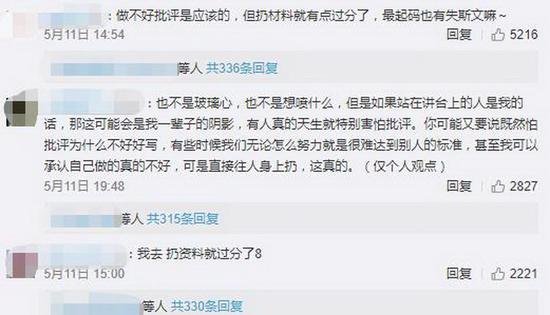 ：做不好批评是应该的，但扔材料就有点过分了，最起码也有失斯文嘛～
5月11日 14:54 回复 5216
等人 共336条回复
：也不是玻璃心，也不是想喷什么，但是如果站在讲台上的人是我的
话，那这可能会是我一辈子的阴影，有人真的天生就特别害怕批评。你可能又要说既然怕
批评为什么不好好写，有些时候我们无论怎么努力就是很难达到别人的标准，甚至我可以
承认自己做的真的不好，可是直接往人身上扔，这真的。（仅个人观点）
5月11日 19:48 回复 2827
等人 共315条回复
：我去 扔资料就过分了8
5月11日 15:00 回复 2221
等人 共330条回复